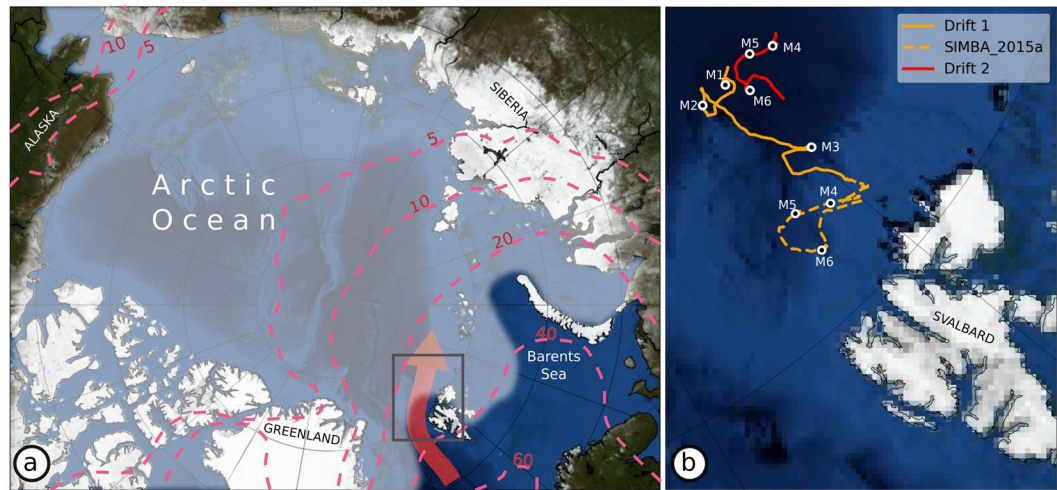 10
5
ALASKA
SIBERIA
5
10
20
Arctic
Ocean
40
Barents
Sea
GREENLAND
60
a
Drift 1
SIMBA_2015a
Drift 2
M5
M4
M1
M6
M2
M3
M4
M5
M6
SVALBARD
b